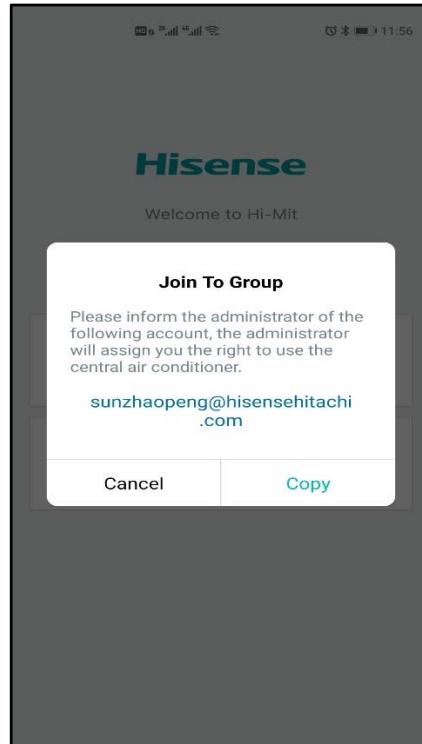 11:56
Hisense
Welcome to Hi-Mit
Join To Group
Please inform the administrator of the
following account, the administrator
will assign you the right to use the
central air conditioner.
sunzhaopeng@hisensehitachi
.com
Cancel
Copy